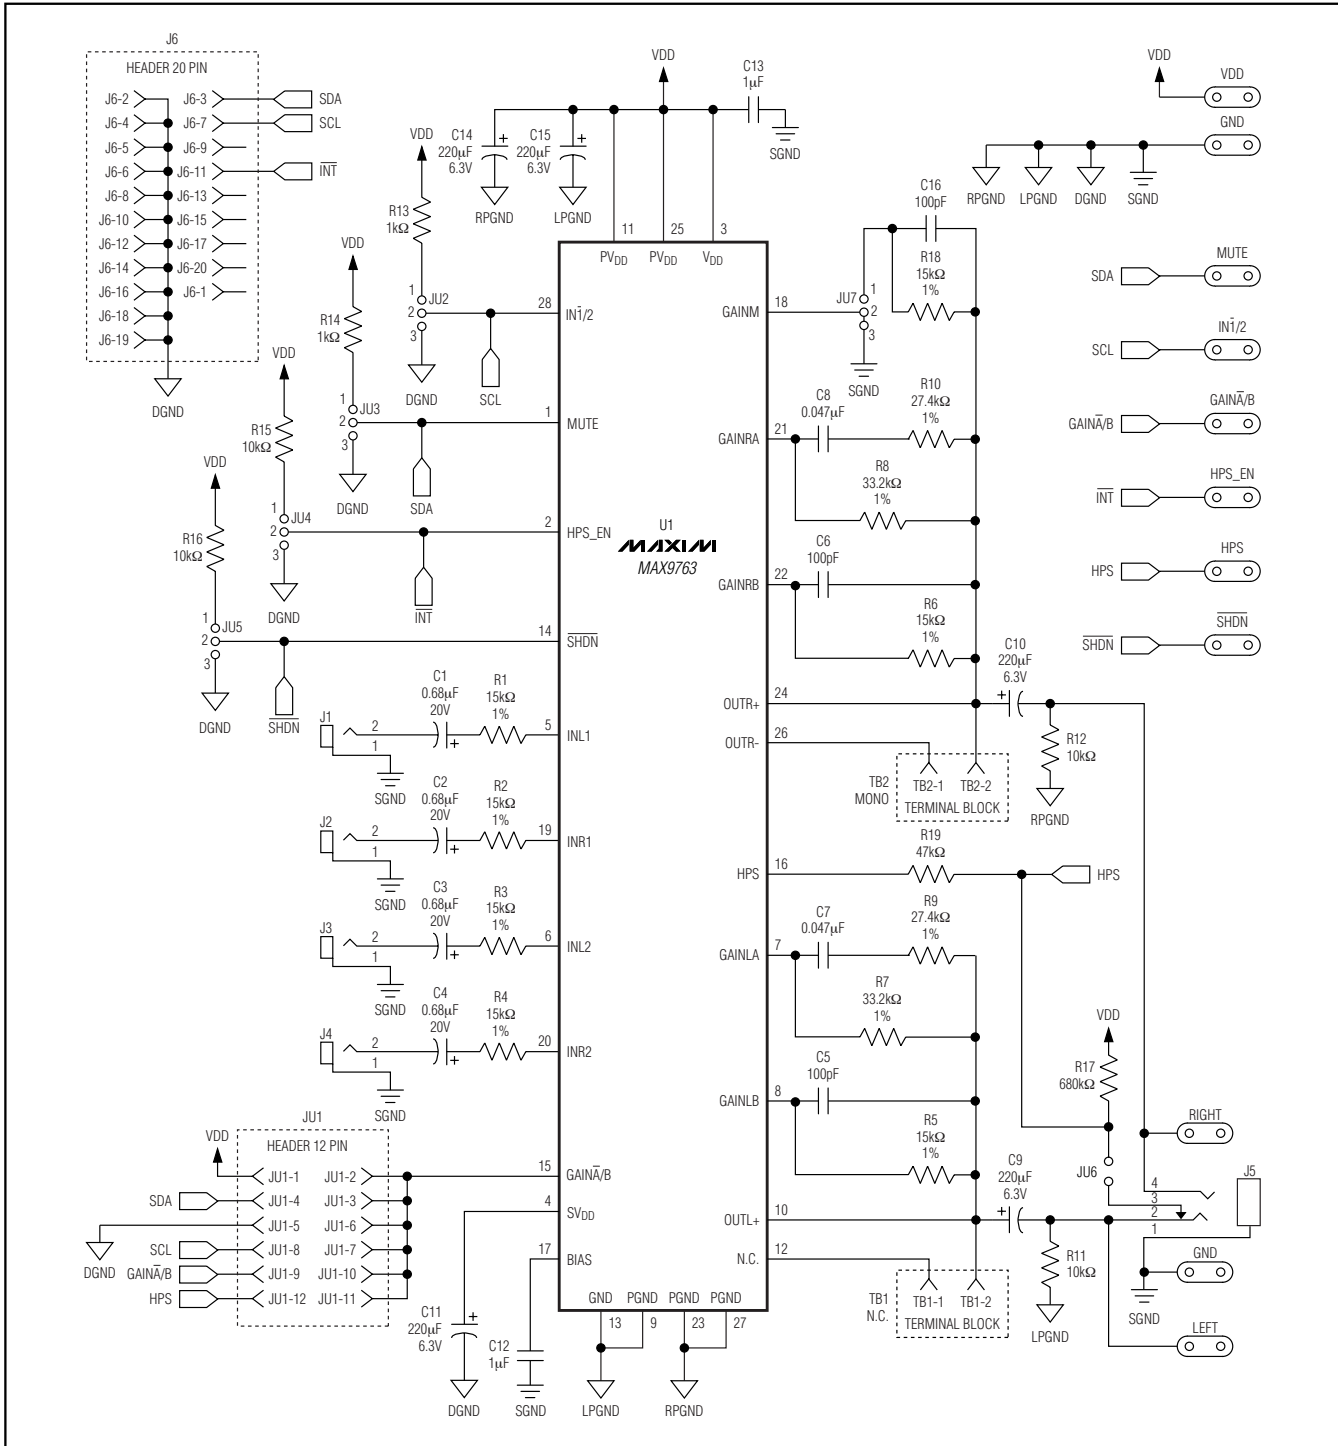 J6
HEADER 20 PIN
J6-2 J6-3 SDA
J6-4 J6-7 SCL
J6-5 J6-9
J6-6 J6-11 I̅N̅T̅
J6-8 J6-13
J6-10 J6-15
J6-12 J6-17
J6-14 J6-20
J6-16 J6-1
J6-18
J6-19
DGND
VDD
C13
1µF
SGND
C14
220µF
6.3V
RPGND
C15
220µF
6.3V
LPGND
VDD
VDD
GND
RPGND LPGND DGND SGND
VDD
R13
1kΩ
1
2
3
JU2
DGND
SCL
VDD
R14
1kΩ
1
2
3
JU3
DGND
SDA
VDD
R15
10kΩ
1
2
3
JU4
DGND
I̅N̅T̅
VDD
R16
10kΩ
1
2
3
JU5
DGND
S̅H̅D̅N̅
11 25 3
PVDD PVDD VDD
28 IN1̅/2
1 MUTE
2 HPS_EN
14 S̅H̅D̅N̅
5 INL1
19 INR1
6 INL2
20 INR2
15 GAINA̅/B
4 SVDD
17 BIAS
U1
MAXIM
MAX9763
GAINM 18
GAINRA 21
GAINRB 22
OUTR+ 24
OUTR- 26
HPS 16
GAINLA 7
GAINLB 8
OUTL+ 10
N.C. 12
GND PGND PGND PGND
13 9 23 27
LPGND RPGND
J1
2
1
SGND
C1
0.68µF
20V
R1
15kΩ
1%
J2
2
1
SGND
C2
0.68µF
20V
R2
15kΩ
1%
J3
2
1
SGND
C3
0.68µF
20V
R3
15kΩ
1%
J4
2
1
SGND
C4
0.68µF
20V
R4
15kΩ
1%
JU1
HEADER 12 PIN
VDD JU1-1 JU1-2
SDA JU1-4 JU1-3
JU1-5 JU1-6
SCL JU1-8 JU1-7
GAINA̅/B JU1-9 JU1-10
HPS JU1-12 JU1-11
DGND
C11
220µF
6.3V
DGND
C12
1µF
SGND
C16
100pF
R18
15kΩ
1%
JU7
1
2
3
SGND
C8
0.047µF
R10
27.4kΩ
1%
R8
33.2kΩ
1%
C6
100pF
R6
15kΩ
1%
C10
220µF
6.3V
R12
10kΩ
RPGND
TB2
MONO
TB2-1 TB2-2
TERMINAL BLOCK
R19
47kΩ
HPS
C7
0.047µF
R9
27.4kΩ
1%
R7
33.2kΩ
1%
C5
100pF
R5
15kΩ
1%
C9
220µF
6.3V
R11
10kΩ
LPGND
TB1
N.C.
TB1-1 TB1-2
TERMINAL BLOCK
VDD
R17
680kΩ
JU6
RIGHT
J5
4
3
2
1
GND
SGND
LEFT
SDA MUTE
SCL IN1̅/2
GAINA̅/B GAINA̅/B
I̅N̅T̅ HPS_EN
HPS HPS
S̅H̅D̅N̅ S̅H̅D̅N̅